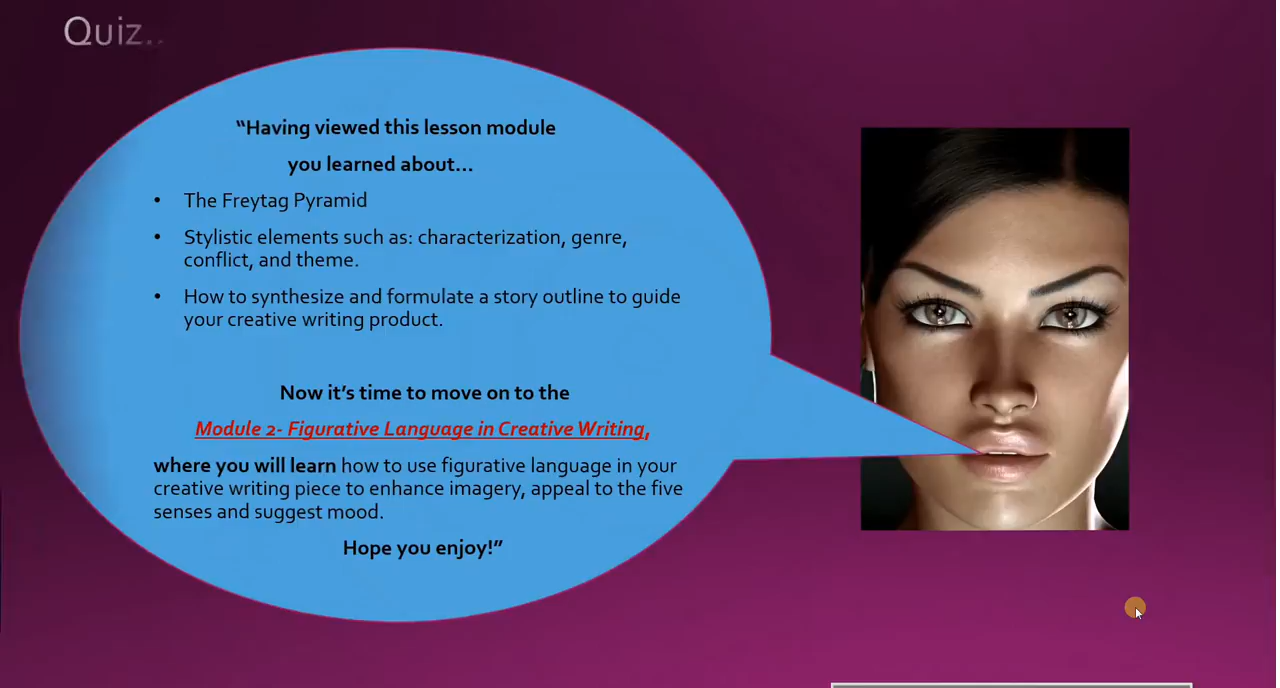 Quiz..
“Having viewed this lesson module
you learned about…
• The Freytag Pyramid
• Stylistic elements such as: characterization, genre,
conflict, and theme.
• How to synthesize and formulate a story outline to guide
your creative writing product.
Now it’s time to move on to the
Module 2- Figurative Language in Creative Writing,
where you will learn how to use figurative language in your
creative writing piece to enhance imagery, appeal to the five
senses and suggest mood.
Hope you enjoy!”